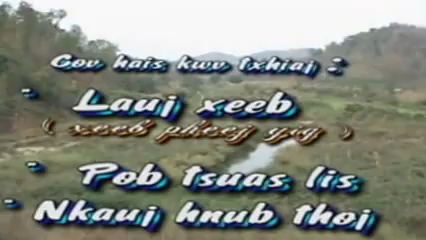 Cov hais kwv txhiaj :
- Lauj xeeb
( xeeb pheej yig )
- Pob tsuas lis
- Nkauj hnub thoj